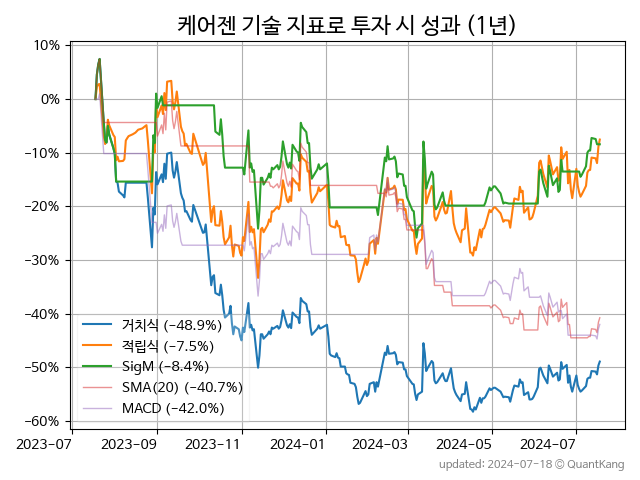 케어젠 기술 지표로 투자 시 성과 (1년)
10%
0%
−10%
−20%
−30%
−40%
−50%
−60%
거치식 (−48.9%)
적립식 (−7.5%)
SigM (−8.4%)
SMA(20) (−40.7%)
MACD (−42.0%)
2023-07 2023-09 2023-11 2024-01 2024-03 2024-05 2024-07
updated: 2024-07-18 © QuantKang